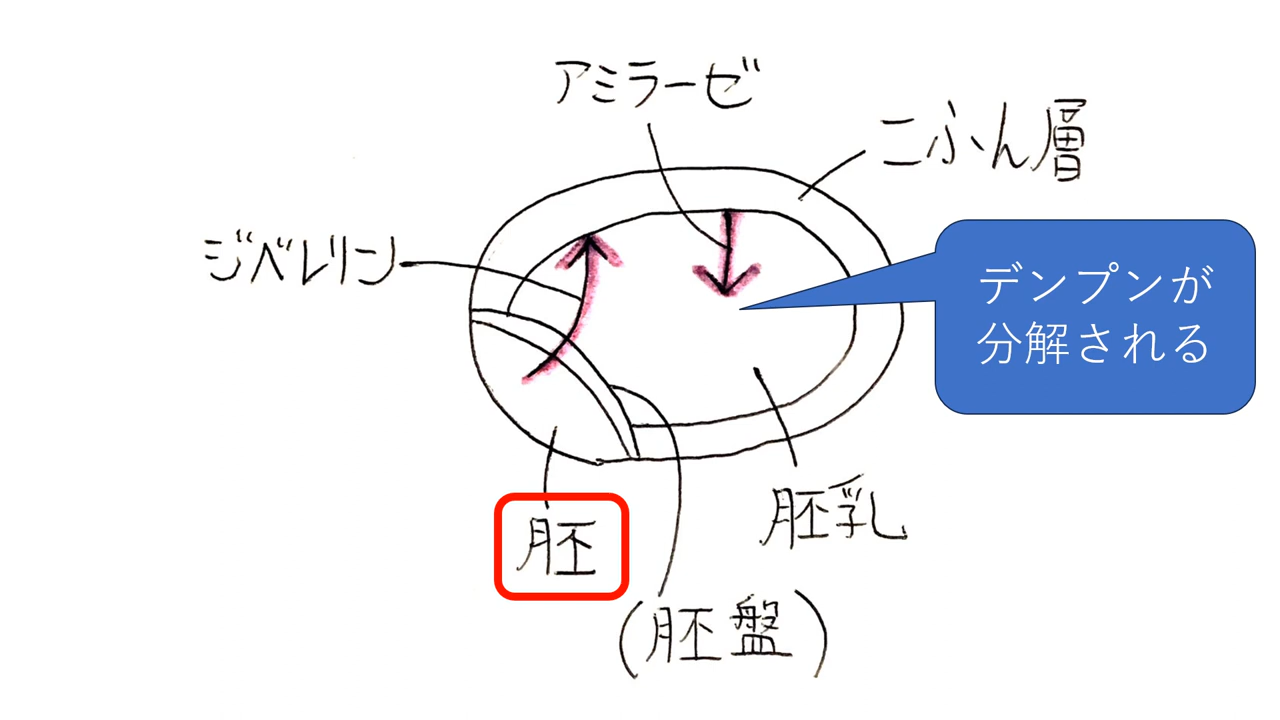 アミラーゼ
こふん層
ジベレリン
デンプンが
分解される
胚乳
胚
(胚盤)